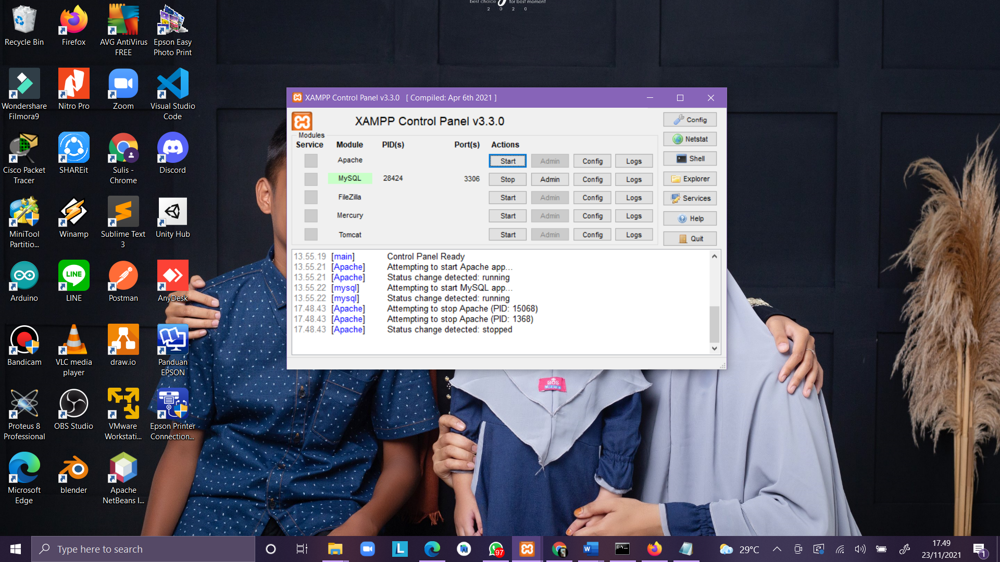 best choice for best moment
2 0 2 0
Recycle Bin
Firefox
AVG AntiVirus
FREE
Epson Easy
Photo Print
Wondershare
Filmora9
Nitro Pro
Zoom
Visual Studio
Code
Cisco Packet
Tracer
SHAREit
Sulis -
Chrome
Discord
MiniTool
Partitio...
Winamp
Sublime Text
3
Unity Hub
Arduino
LINE
LINE
Postman
AnyDesk
Bandicam
VLC media
player
draw.io
Panduan
EPSON
Proteus 8
Professional
OBS Studio
VMware
Workstati...
Epson Printer
Connection...
Microsoft
Edge
blender
Apache
NetBeans I...
XAMPP Control Panel v3.3.0 [ Compiled: Apr 6th 2021 ]
XAMPP Control Panel v3.3.0
Config
Modules
Service Module PID(s) Port(s) Actions
Netstat
Apache Start Admin Config Logs
Shell
MySQL 28424 3306 Stop Admin Config Logs
Explorer
FileZilla Start Admin Config Logs
Services
Mercury Start Admin Config Logs
Help
Tomcat Start Admin Config Logs
Quit
13.55.19 [main] Control Panel Ready
13.55.21 [Apache] Attempting to start Apache app...
13.55.21 [Apache] Status change detected: running
13.55.22 [mysql] Attempting to start MySQL app...
13.55.22 [mysql] Status change detected: running
17.48.43 [Apache] Attempting to stop Apache (PID: 15068)
17.48.43 [Apache] Attempting to stop Apache (PID: 1368)
17.48.43 [Apache] Status change detected: stopped
BOS
Kids
Type here to search
L
97
W
C:\
29°C
17.49
23/11/2021
1